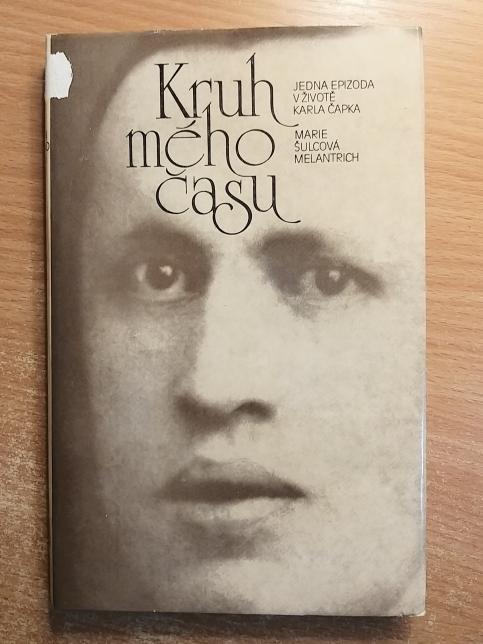 Kruh
mého
času
JEDNA EPIZODA
V ŽIVOTĚ
KARLA ČAPKA
MARIE
ŠULCOVÁ
MELANTRICH